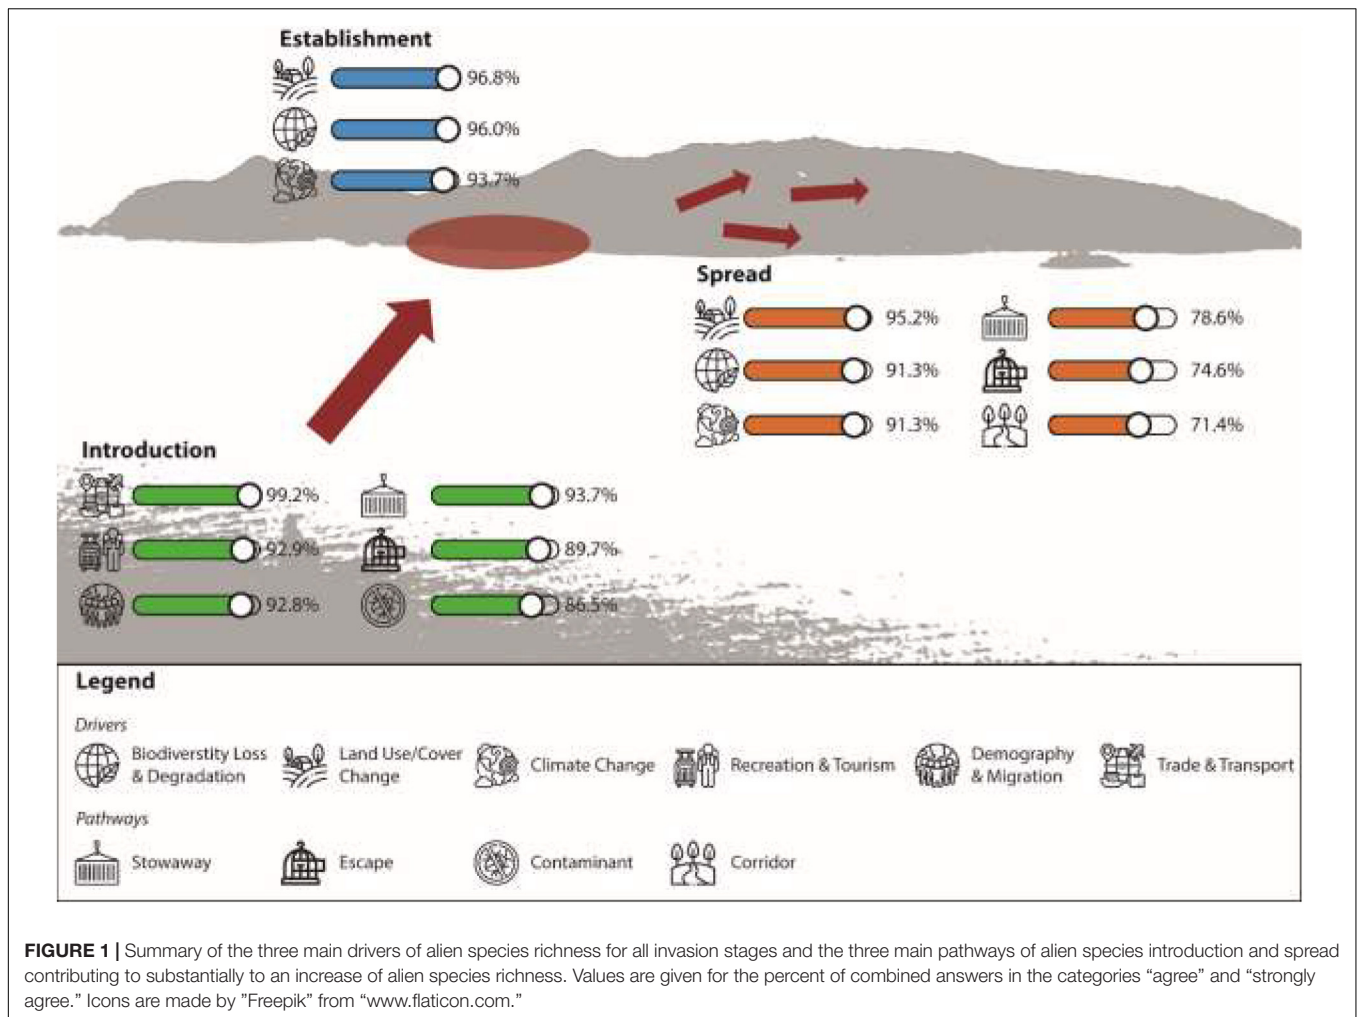 Establishment
96.8%
96.0%
93.7%
Spread
95.2%
78.6%
91.3%
74.6%
91.3%
71.4%
Introduction
99.2%
93.7%
92.9%
89.7%
92.8%
86.5%
Legend
Drivers
Biodiverstity Loss
& Degradation
Land Use/Cover
Change
Climate Change
Recreation & Tourism
Demography
& Migration
Trade & Transport
Pathways
Stowaway
Escape
Contaminant
Corridor
FIGURE 1 | Summary of the three main drivers of alien species richness for all invasion stages and the three main pathways of alien species introduction and spread
contributing to substantially to an increase of alien species richness. Values are given for the percent of combined answers in the categories “agree” and “strongly
agree.” Icons are made by ”Freepik” from “www.flaticon.com.”